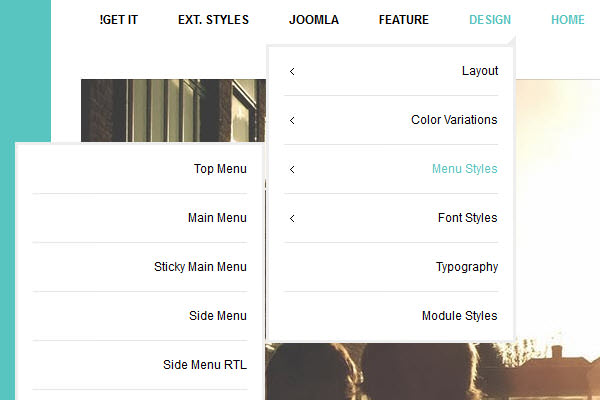 !GET IT EXT. STYLES JOOMLA FEATURE DESIGN HOME
Layout
Color Variations
Menu Styles
Font Styles
Typography
Module Styles
Top Menu
Main Menu
Sticky Main Menu
Side Menu
Side Menu RTL